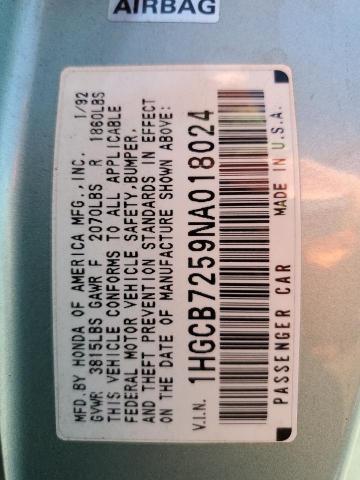 AIRBAG
MFD. BY HONDA OF AMERICA MFG.,INC. 1/92
GVWR 3815LBS GAWR F 2070LBS R 1860LBS
THIS VEHICLE CONFORMS TO ALL APPLICABLE
FEDERAL MOTOR VEHICLE SAFETY,BUMPER,
AND THEFT PREVENTION STANDARDS IN EFFECT
ON THE DATE OF MANUFACTURE SHOWN ABOVE:
V.I.N. 1HGCB7259NA018024
PASSENGER CAR MADE IN U.S.A.